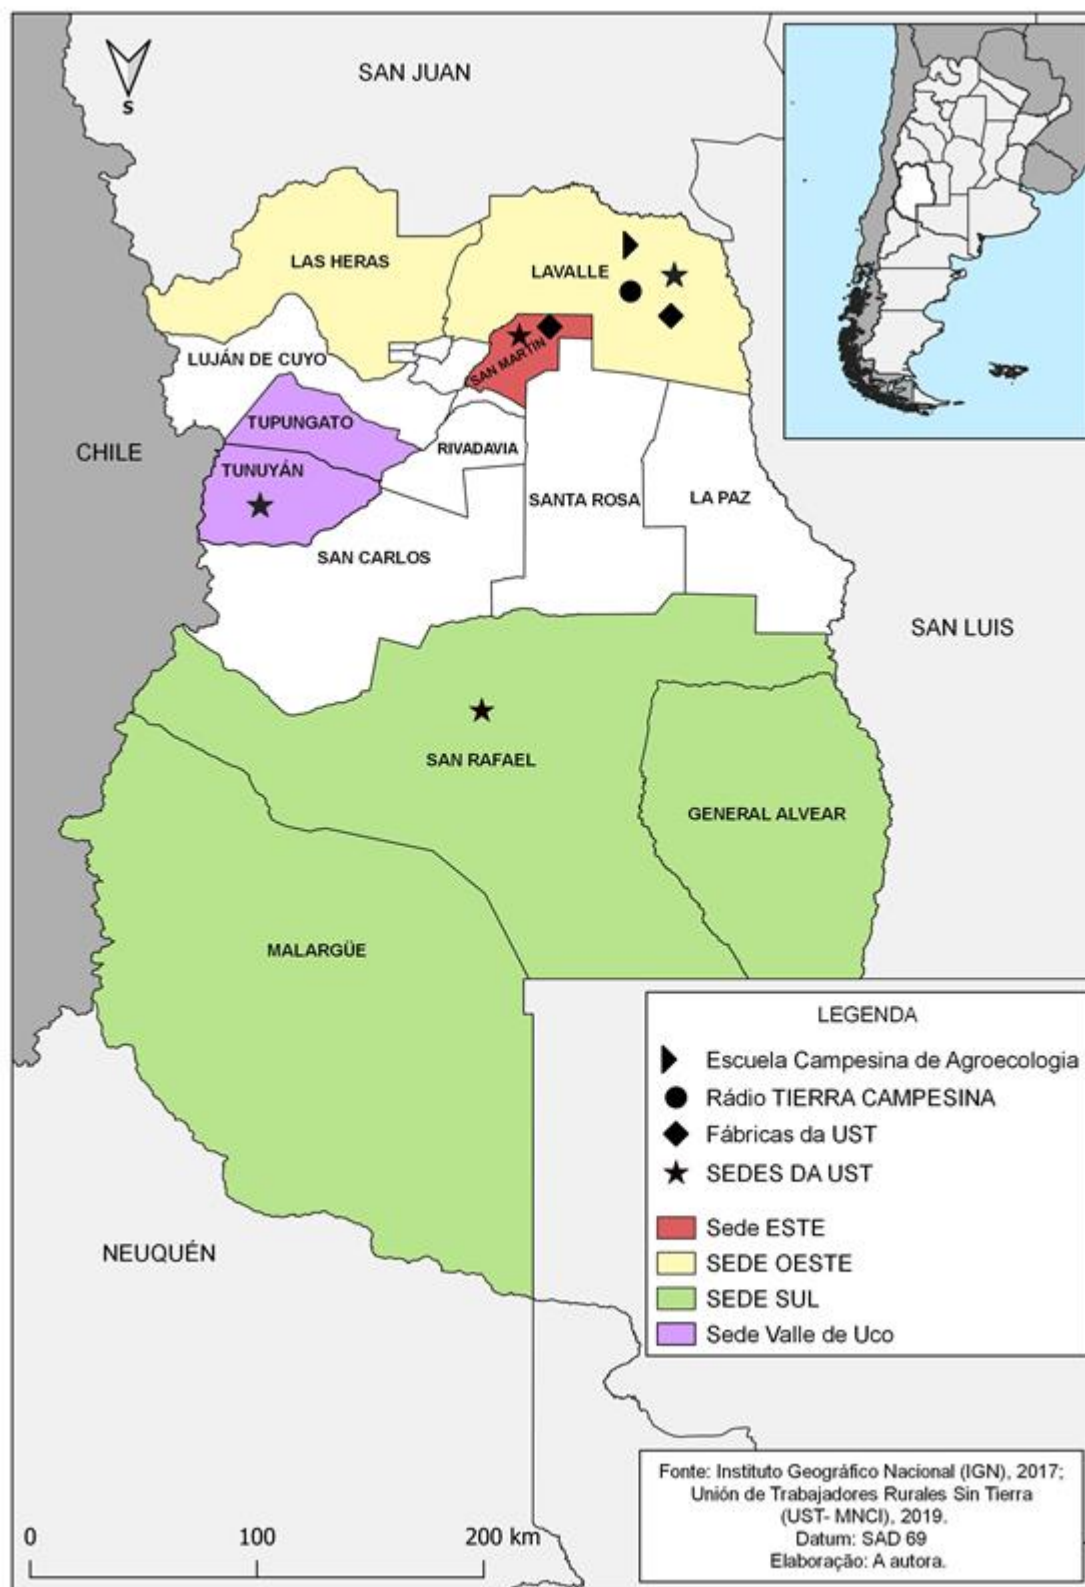 SAN JUAN
S
LAS HERAS
LAVALLE
SAN MARTÍN
LUJÁN DE CUYO
TUPUNGATO
RIVADAVIA
CHILE
TUNUYÁN
SANTA ROSA
LA PAZ
SAN CARLOS
SAN LUIS
SAN RAFAEL
GENERAL ALVEAR
MALARGÜE
NEUQUÉN
LEGENDA
Escuela Campesina de Agroecologia
Rádio TIERRA CAMPESINA
Fábricas da UST
SEDES DA UST
Sede ESTE
SEDE OESTE
SEDE SUL
Sede Valle de Uco
Fonte: Instituto Geográfico Nacional (IGN), 2017;
Unión de Trabajadores Rurales Sin Tierra
(UST- MNCI), 2019.
Datum: SAD 69
Elaboração: A autora.
0 100 200 km